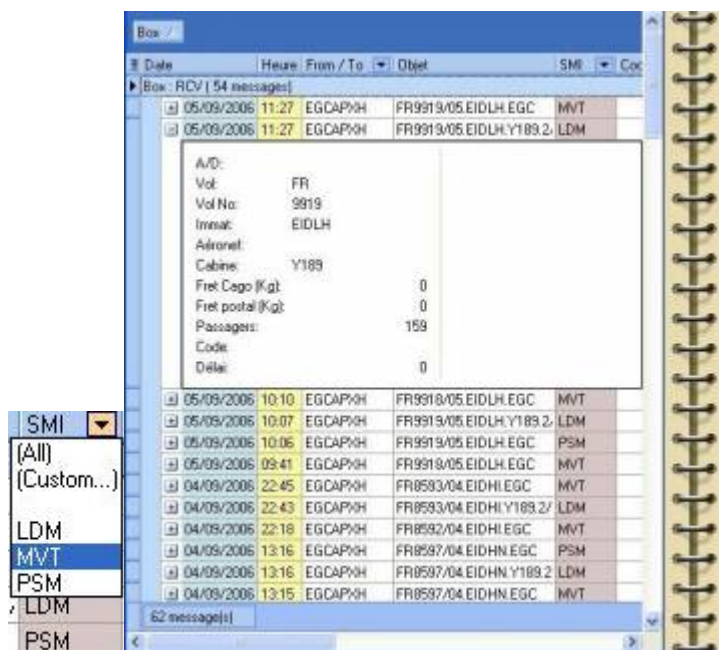 SMI
(All)
(Custom...)
LDM
MVT
PSM
LDM
PSM
Box
Date Heure From / To Objet SMI Coc
Box : RCV ( 54 messages)
05/09/2006 11:27 EGCAPXH FR9919/05.EIDLH.EGC MVT
05/09/2006 11:27 EGCAPXH FR9919/05.EIDLH.Y189.2/ LDM
A/D:
Vol: FR
Vol No: 9919
Immat: EIDLH
Aéronef:
Cabine: Y189
Fret Cago (Kg): 0
Fret postal (Kg): 0
Passagers: 159
Code:
Délai: 0
05/09/2006 10:10 EGCAPXH FR9918/05.EIDLH.EGC MVT
05/09/2006 10:07 EGCAPXH FR9919/05.EIDLH.Y189.2/ LDM
05/09/2006 10:06 EGCAPXH FR9919/05.EIDLH.EGC PSM
05/09/2006 09:41 EGCAPXH FR9918/05.EIDLH.EGC MVT
04/09/2006 22:45 EGCAPXH FR8593/04.EIDHI.EGC MVT
04/09/2006 22:43 EGCAPXH FR8593/04.EIDHI.Y189.2/ LDM
04/09/2006 22:18 EGCAPXH FR8592/04.EIDHI.EGC MVT
04/09/2006 13:16 EGCAPXH FR8597/04.EIDHN.EGC PSM
04/09/2006 13:16 EGCAPXH FR8597/04.EIDHN.Y189.2 LDM
04/09/2006 13:15 EGCAPXH FR8597/04.EIDHN.EGC MVT
62 message(s)